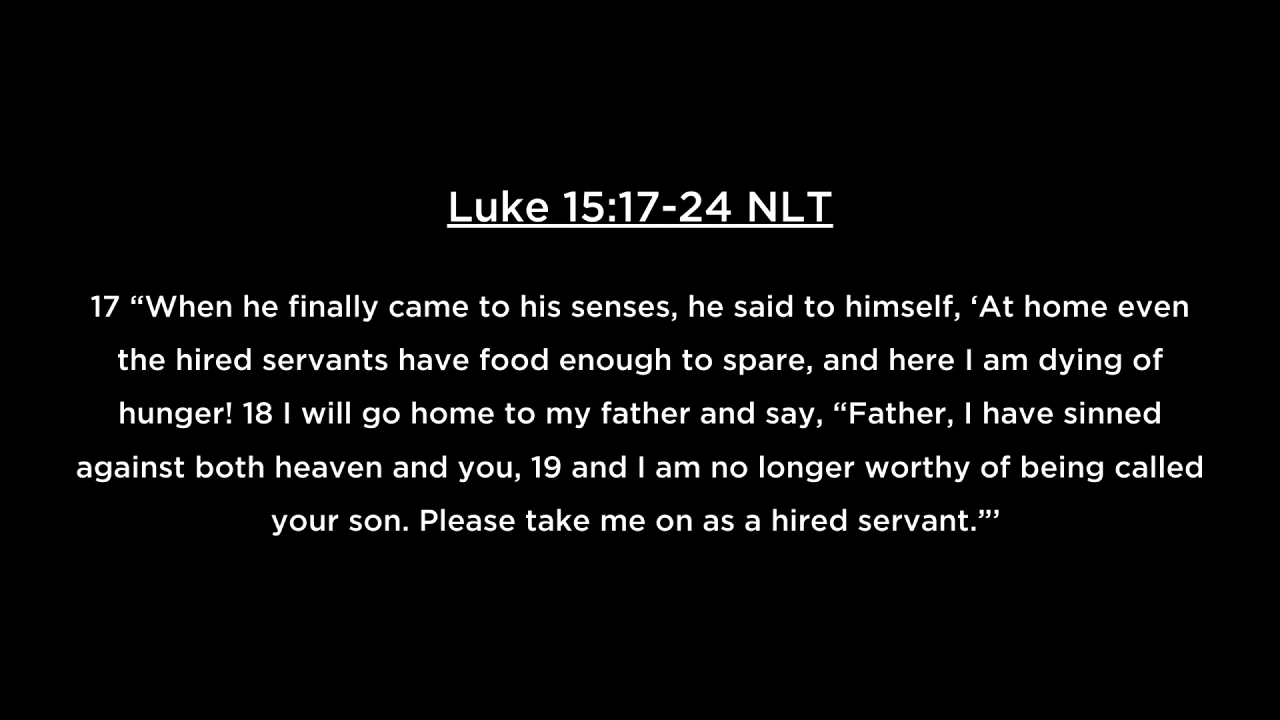 Luke 15:17-24 NLT
17 “When he finally came to his senses, he said to himself, ‘At home even
the hired servants have food enough to spare, and here I am dying of
hunger! 18 I will go home to my father and say, “Father, I have sinned
against both heaven and you, 19 and I am no longer worthy of being called
your son. Please take me on as a hired servant.”’